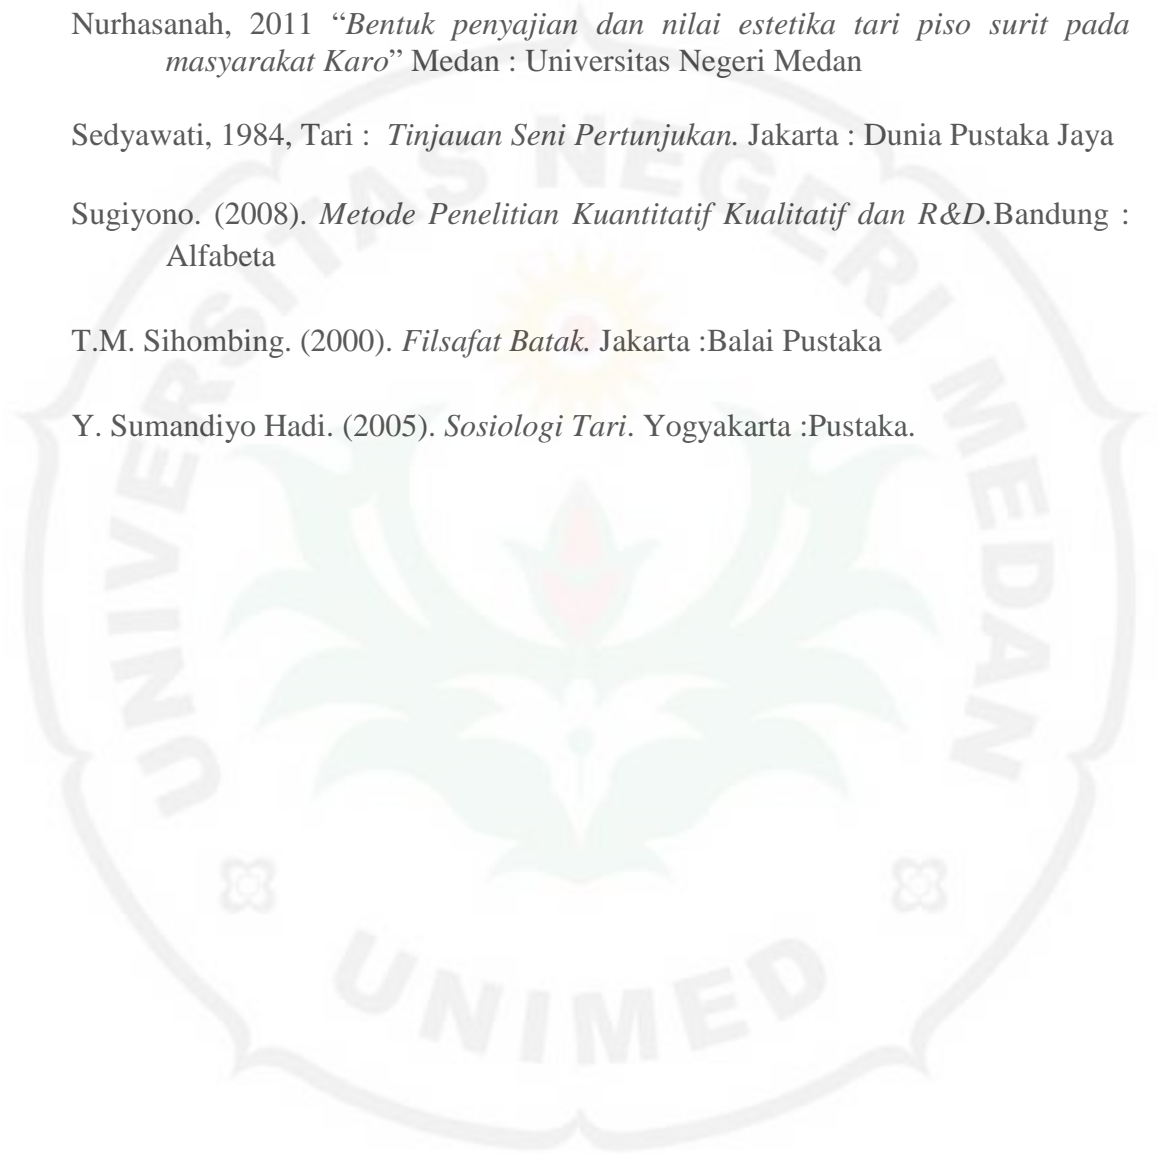 Nurhasanah, 2011 “Bentuk penyajian dan nilai estetika tari piso surit pada
masyarakat Karo” Medan : Universitas Negeri Medan
Sedyawati, 1984, Tari : Tinjauan Seni Pertunjukan. Jakarta : Dunia Pustaka Jaya
Sugiyono. (2008). Metode Penelitian Kuantitatif Kualitatif dan R&D.Bandung :
Alfabeta
T.M. Sihombing. (2000). Filsafat Batak. Jakarta :Balai Pustaka
Y. Sumandiyo Hadi. (2005). Sosiologi Tari. Yogyakarta :Pustaka.
UNIVERSITAS NEGERI MEDAN
UNIMED